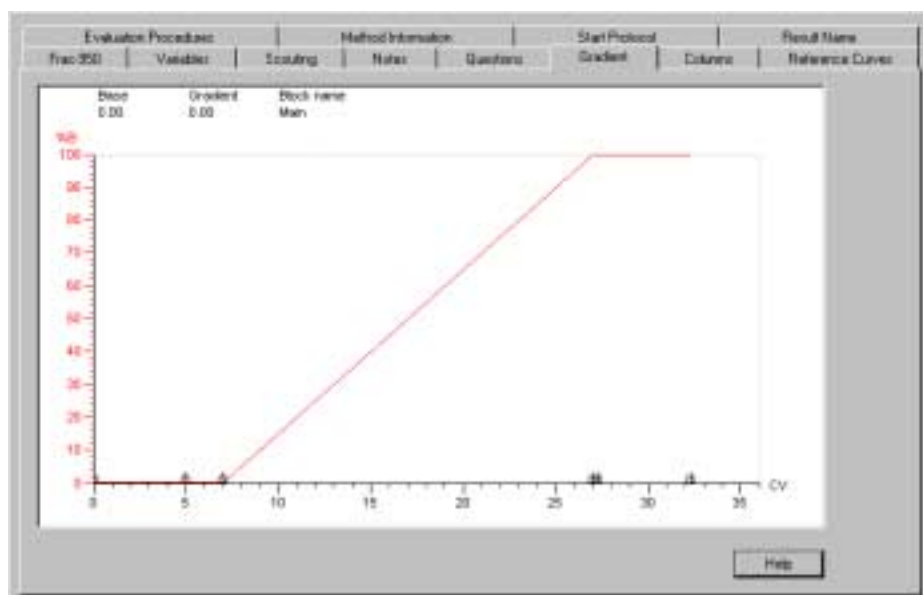 Evaluation Procedures Method Information Start Protocol Result Name
Frac-950 Variables Scouting Notes Questions Gradient Columns Reference Curves
Base Gradient Block name
0.00 0.00 Main
%B
100
90
80
70
60
50
40
30
20
10
0
0 5 10 15 20 25 30 35 CV
Help